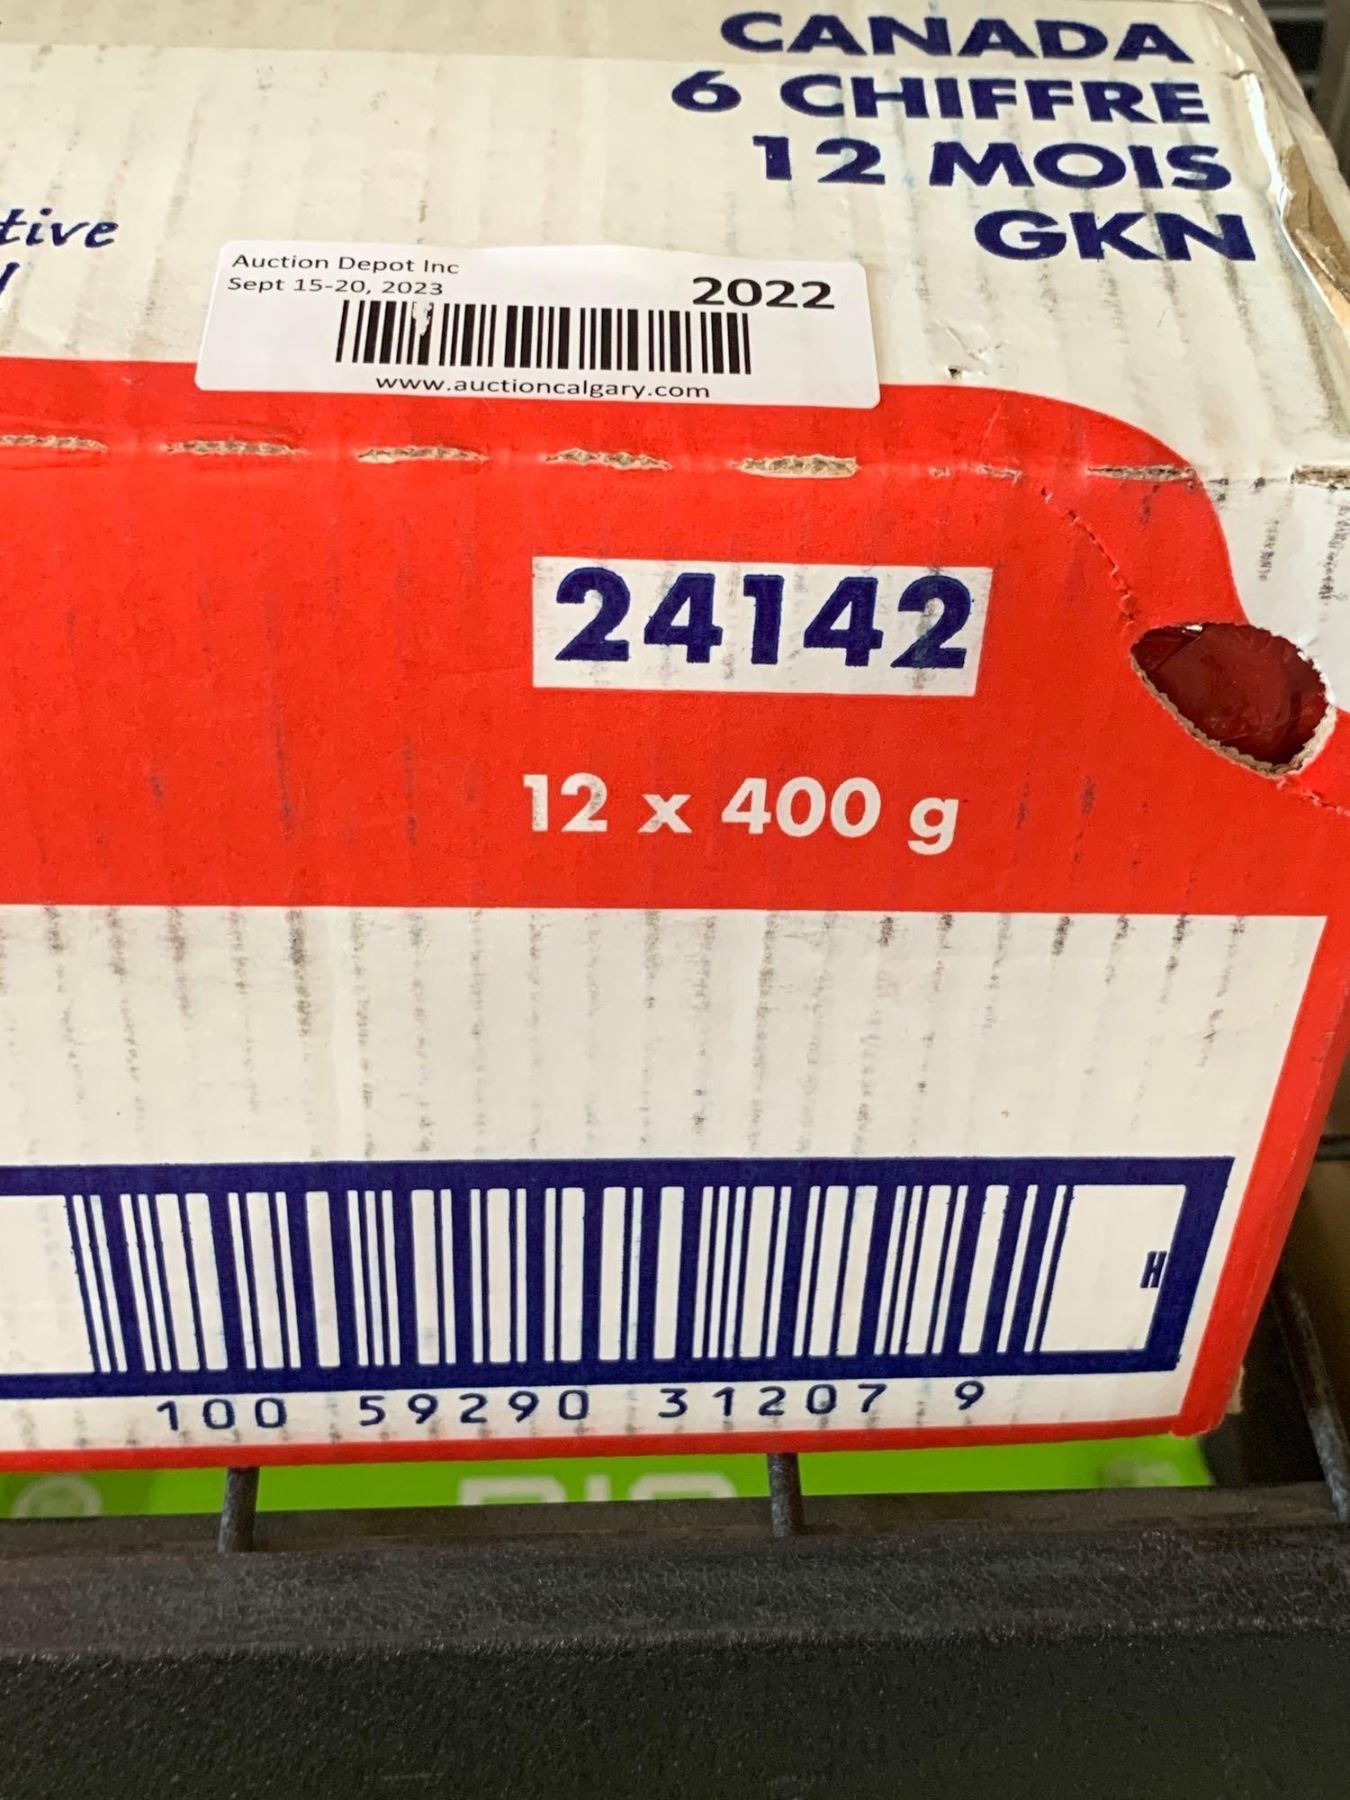 CANADA
6 CHIFFRE
12 MOIS
GKN
tive
Auction Depot Inc
Sept 15-20, 2023
2022
www.auctioncalgary.com
24142
12 x 400 g
H
100 59290 31207 9